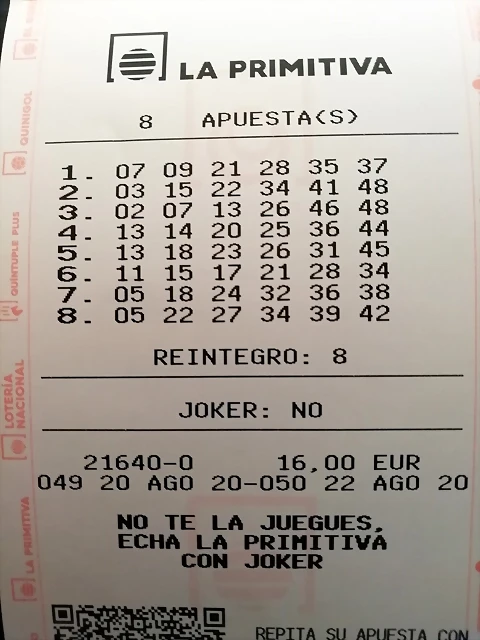 LA PRIMITIVA
8 APUESTA(S)
1. 07 09 21 28 35 37
2. 03 15 22 34 41 48
3. 02 07 13 26 46 48
4. 13 14 20 25 36 44
5. 13 18 23 26 31 45
6. 11 15 17 21 28 34
7. 05 18 24 32 36 38
8. 05 22 27 34 39 42
REINTEGRO: 8
JOKER: NO
21640-0 16,00 EUR
049 20 AGO 20-050 22 AGO 20
NO TE LA JUEGUES,
ECHA LA PRIMITIVA
CON JOKER
REPITA SU APUESTA CON
QUINIGOL
QUÍNTUPLE PLUS
LOTERÍA
NACIONAL
LA PRIMITIVA